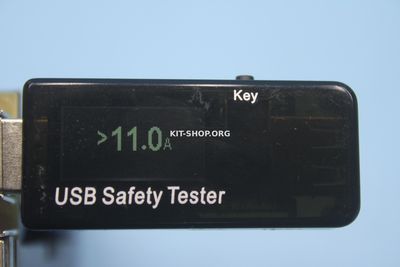 Key
>11.0A
KIT-SHOP.ORG
USB Safety Tester